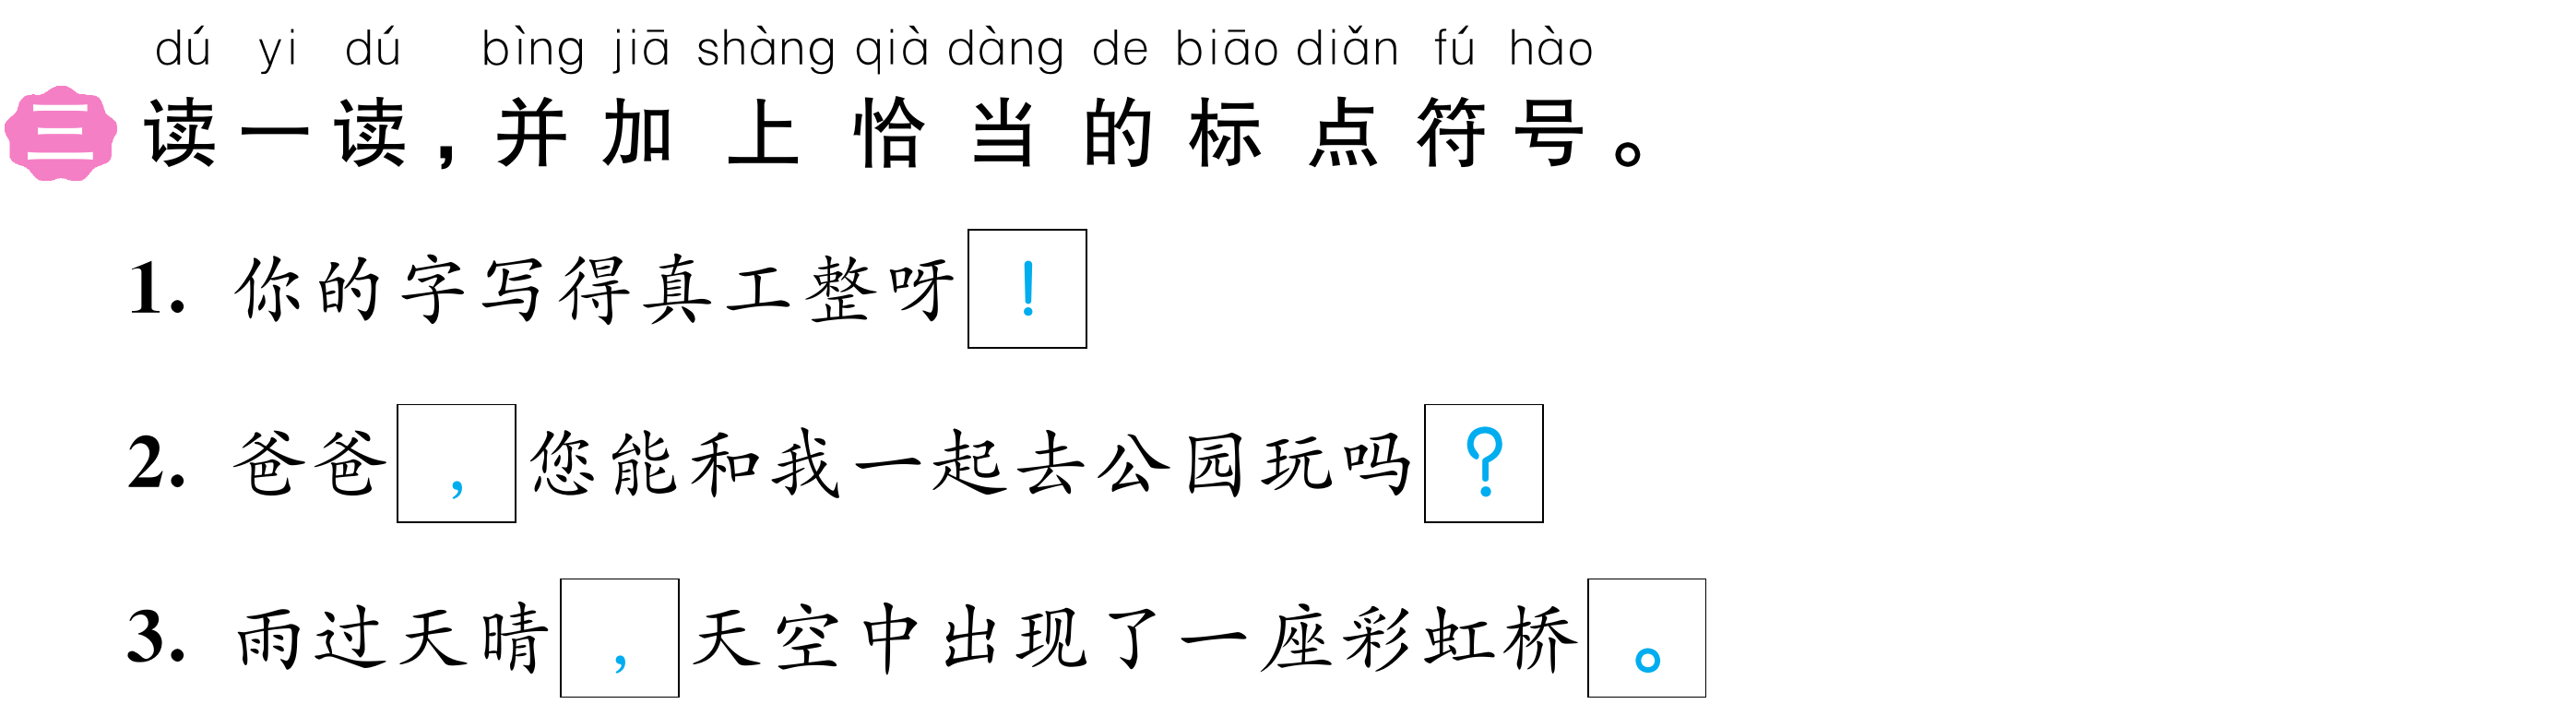 dú yi dú bìng jiā shàng qià dàng de biāo diǎn fú hào
三 读一读，并加上恰当的标点符号。
1. 你的字写得真工整呀！
2. 爸爸，您能和我一起去公园玩吗？
3. 雨过天晴，天空中出现了一座彩虹桥。